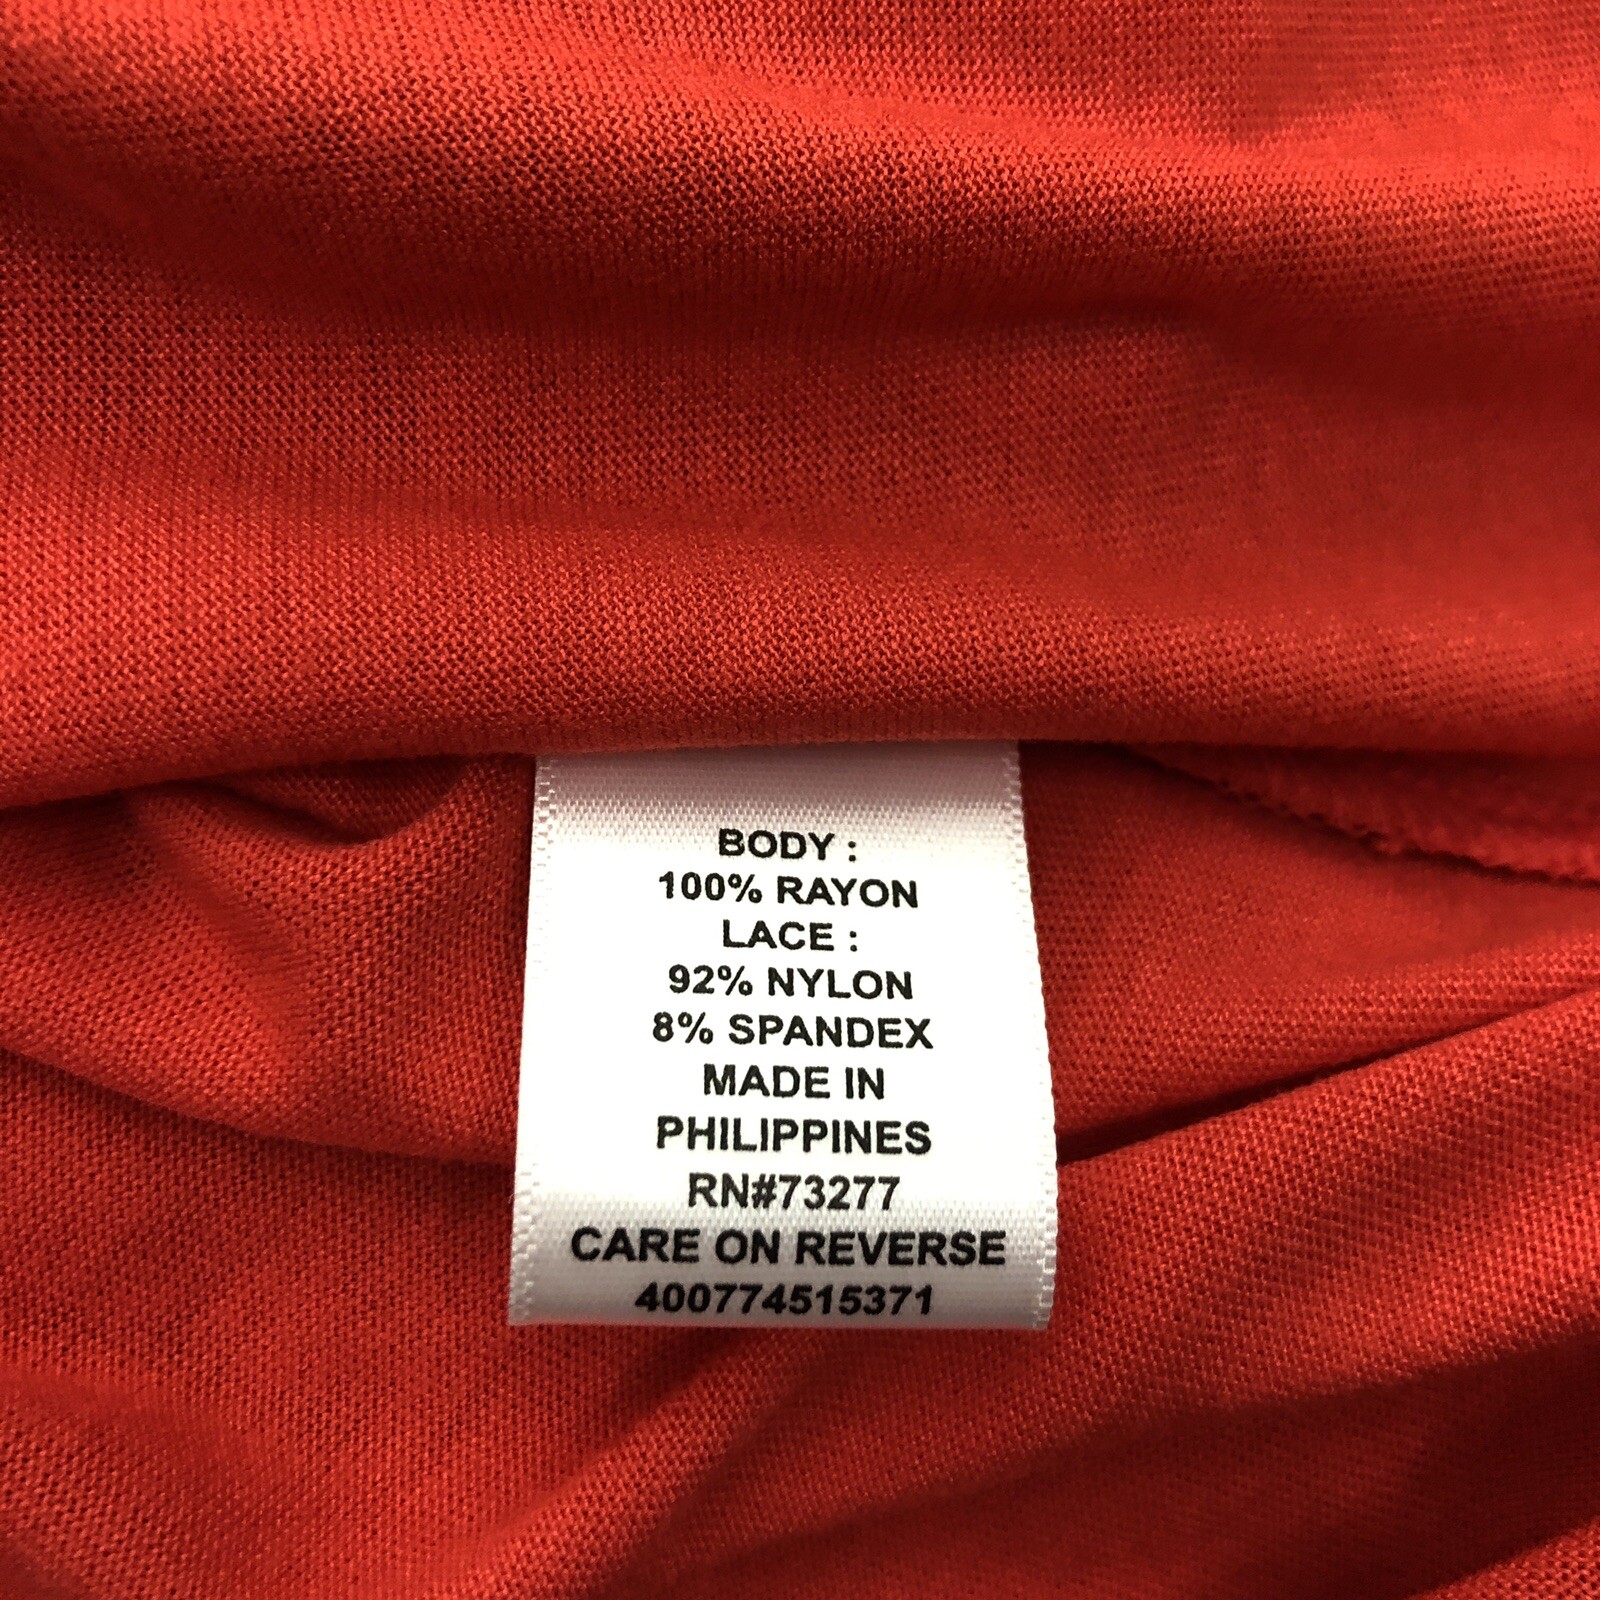 BODY :
100% RAYON
LACE :
92% NYLON
8% SPANDEX
MADE IN
PHILIPPINES
RN#73277
CARE ON REVERSE
400774515371